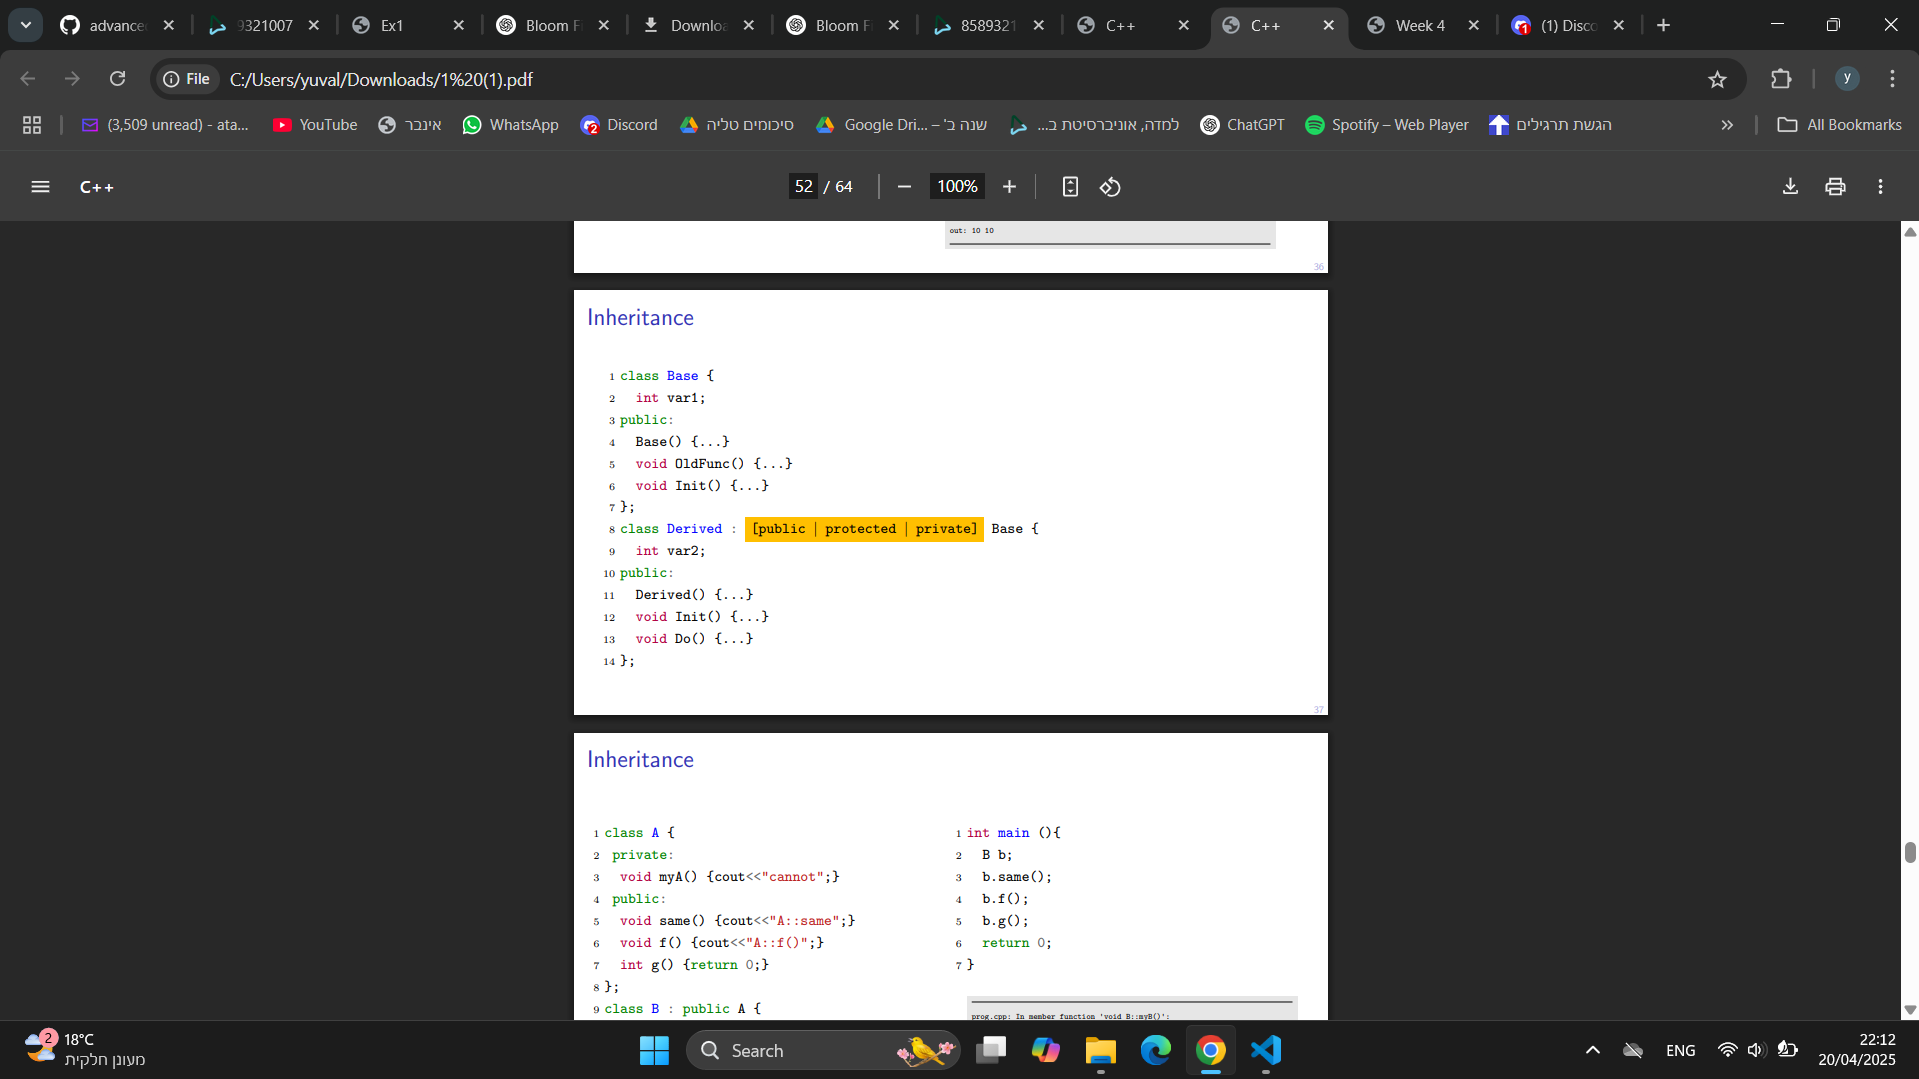 advance
9321007
Ex1
Bloom F
Downloa
Bloom F
8589321
C++
C++
Week 4
(1) Disco
File
C:/Users/yuval/Downloads/1%20(1).pdf
y
(3,509 unread) - ata...
YouTube
אינבר
WhatsApp
2
Discord
סיכומים טליה
Google Dri... – שנה ב'
למדה, אוניברסיטת ב...
ChatGPT
Spotify – Web Player
הגשת תרגילים
All Bookmarks
C++
52 / 64
100%
out: 10 10
36
Inheritance
1 class Base {
2 int var1;
3 public:
4 Base() {...}
5 void OldFunc() {...}
6 void Init() {...}
7 };
8 class Derived : [public | protected | private] Base {
9 int var2;
10 public:
11 Derived() {...}
12 void Init() {...}
13 void Do() {...}
14 };
37
Inheritance
1 class A {
2 private:
3 void myA() {cout<<"cannot";}
4 public:
5 void same() {cout<<"A::same";}
6 void f() {cout<<"A::f()";}
7 int g() {return 0;}
8 };
9 class B : public A {
1 int main (){
2 B b;
3 b.same();
4 b.f();
5 b.g();
6 return 0;
7 }
prog.cpp: In member function 'void B::myB()':
2
18°C
מעונן חלקית
Search
ENG
22:12
20/04/2025